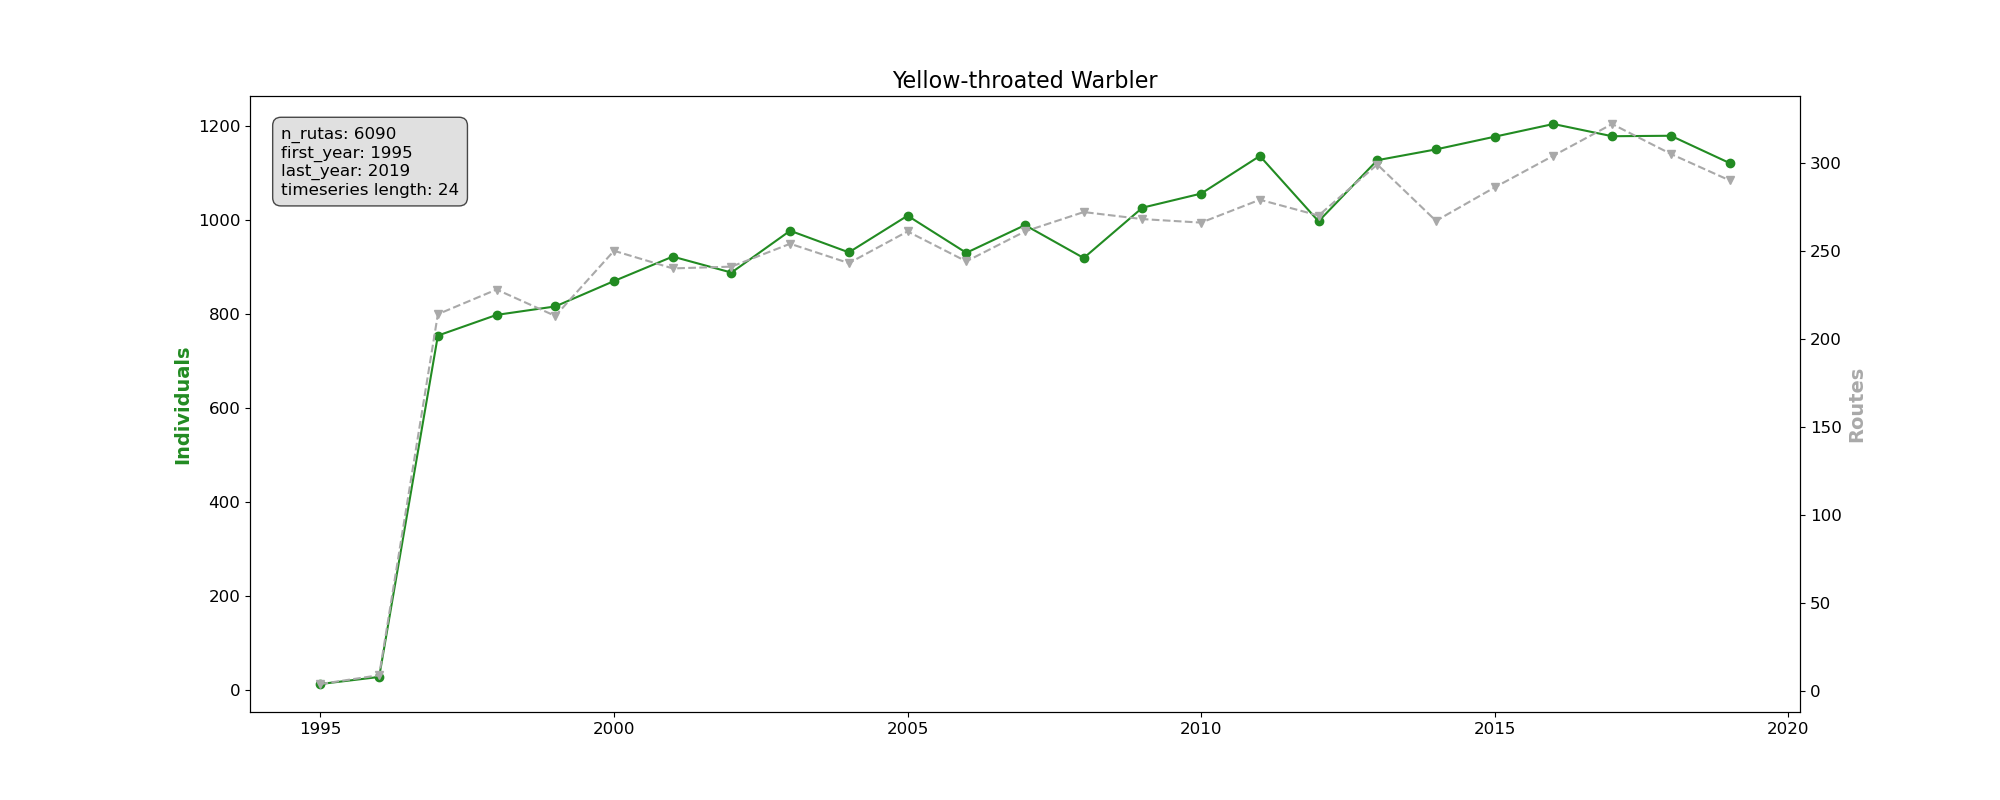 Yellow-throated Warbler
n_rutas: 6090
first_year: 1995
last_year: 2019
timeseries length: 24
Individuals
1200
1000
800
600
400
200
0
300
250
200
150
100
50
0
Routes
1995 2000 2005 2010 2015 2020